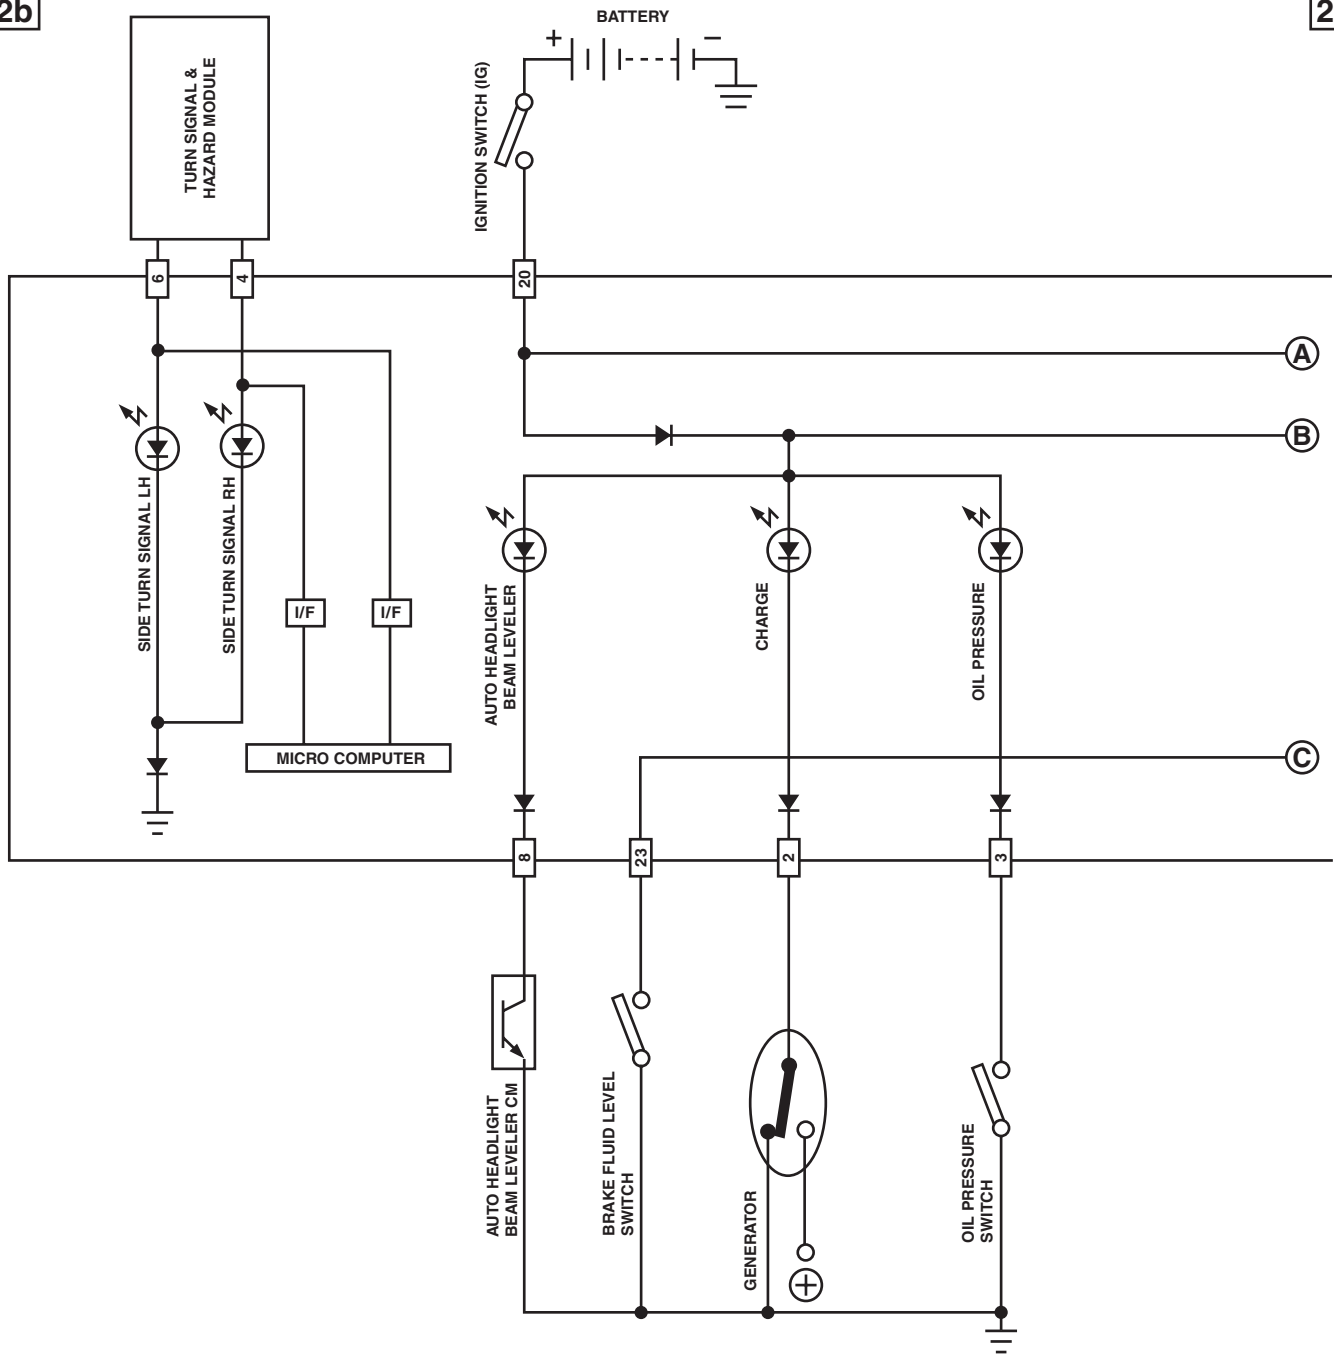 2b
2
BATTERY
+
−
TURN SIGNAL &
HAZARD MODULE
IGNITION SWITCH (IG)
6
4
20
A
B
SIDE TURN SIGNAL LH
SIDE TURN SIGNAL RH
I/F
I/F
AUTO HEADLIGHT
BEAM LEVELER
CHARGE
OIL PRESSURE
MICRO COMPUTER
C
8
23
2
3
AUTO HEADLIGHT
BEAM LEVELER CM
BRAKE FLUID LEVEL
SWITCH
GENERATOR
+
OIL PRESSURE
SWITCH